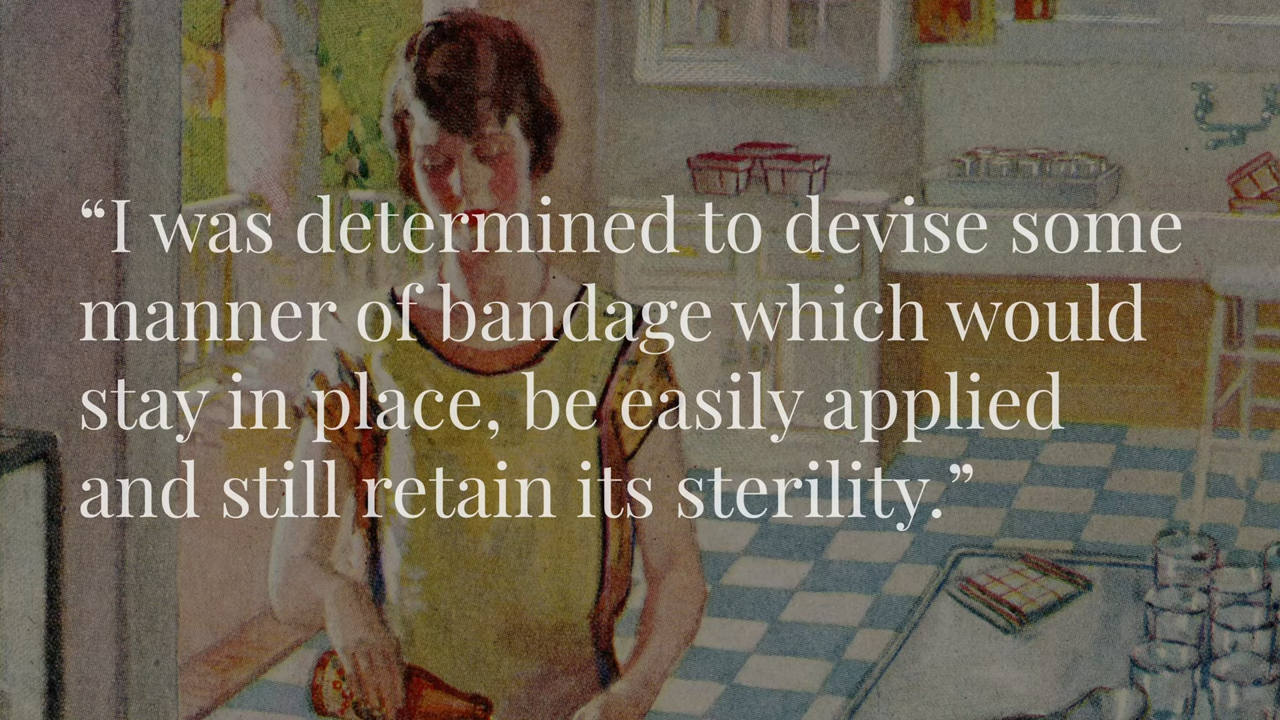 “I was determined to devise some
manner of bandage which would
stay in place, be easily applied
and still retain its sterility.”